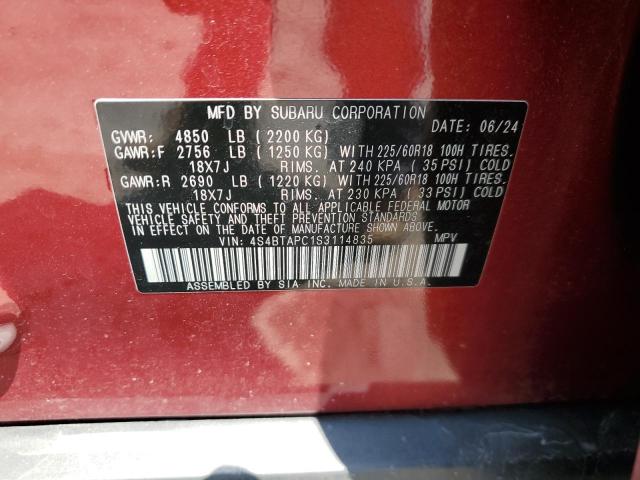 MFD BY SUBARU CORPORATION
GVWR: 4850 LB (2200 KG) DATE: 06/24
GAWR:F 2756 LB (1250 KG) WITH 225/60R18 100H TIRES.
18X7J RIMS. AT 240 KPA (35 PSI) COLD
GAWR:R 2690 LB (1220 KG) WITH 225/60R18 100H TIRES.
18X7J RIMS. AT 230 KPA (33 PSI) COLD
THIS VEHICLE CONFORMS TO ALL APPLICABLE FEDERAL MOTOR
VEHICLE SAFETY AND THEFT PREVENTION STANDARDS
IN EFFECT ON THE DATE OF MANUFACTURE SHOWN ABOVE.
VIN: 4S4BTAPC1S3114835 MPV
ASSEMBLED BY SIA INC. MADE IN U.S.A.